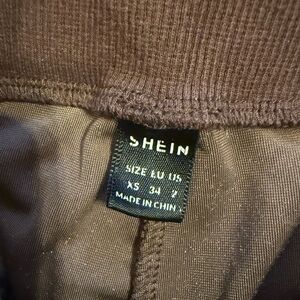 SHEIN
SIZE EU US
XS 34 2
MADE IN CHINA